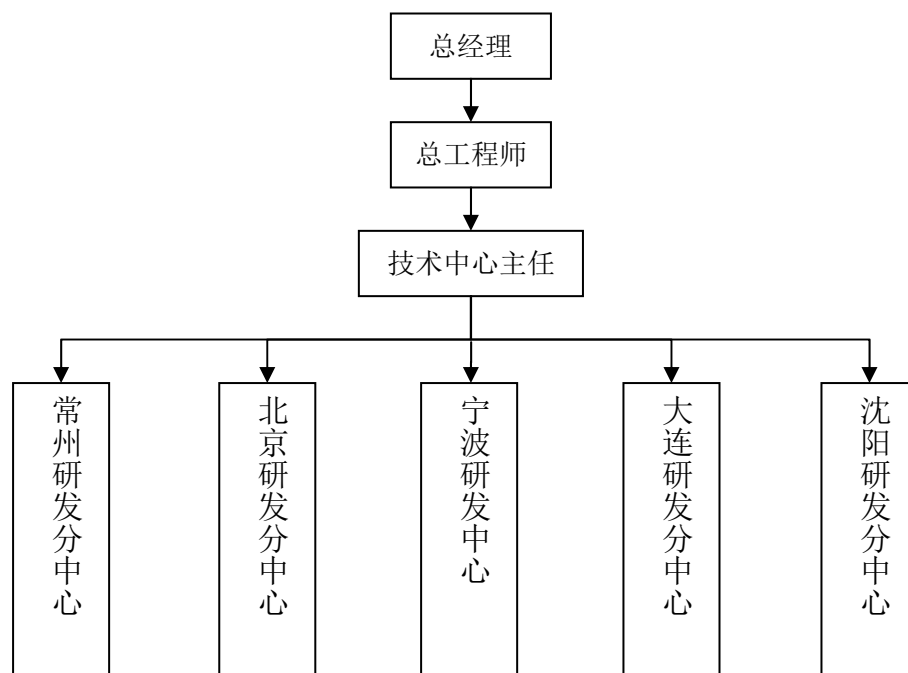 总经理
总工程师
技术中心主任
常州研发分中心
北京研发分中心
宁波研发中心
大连研发分中心
沈阳研发分中心